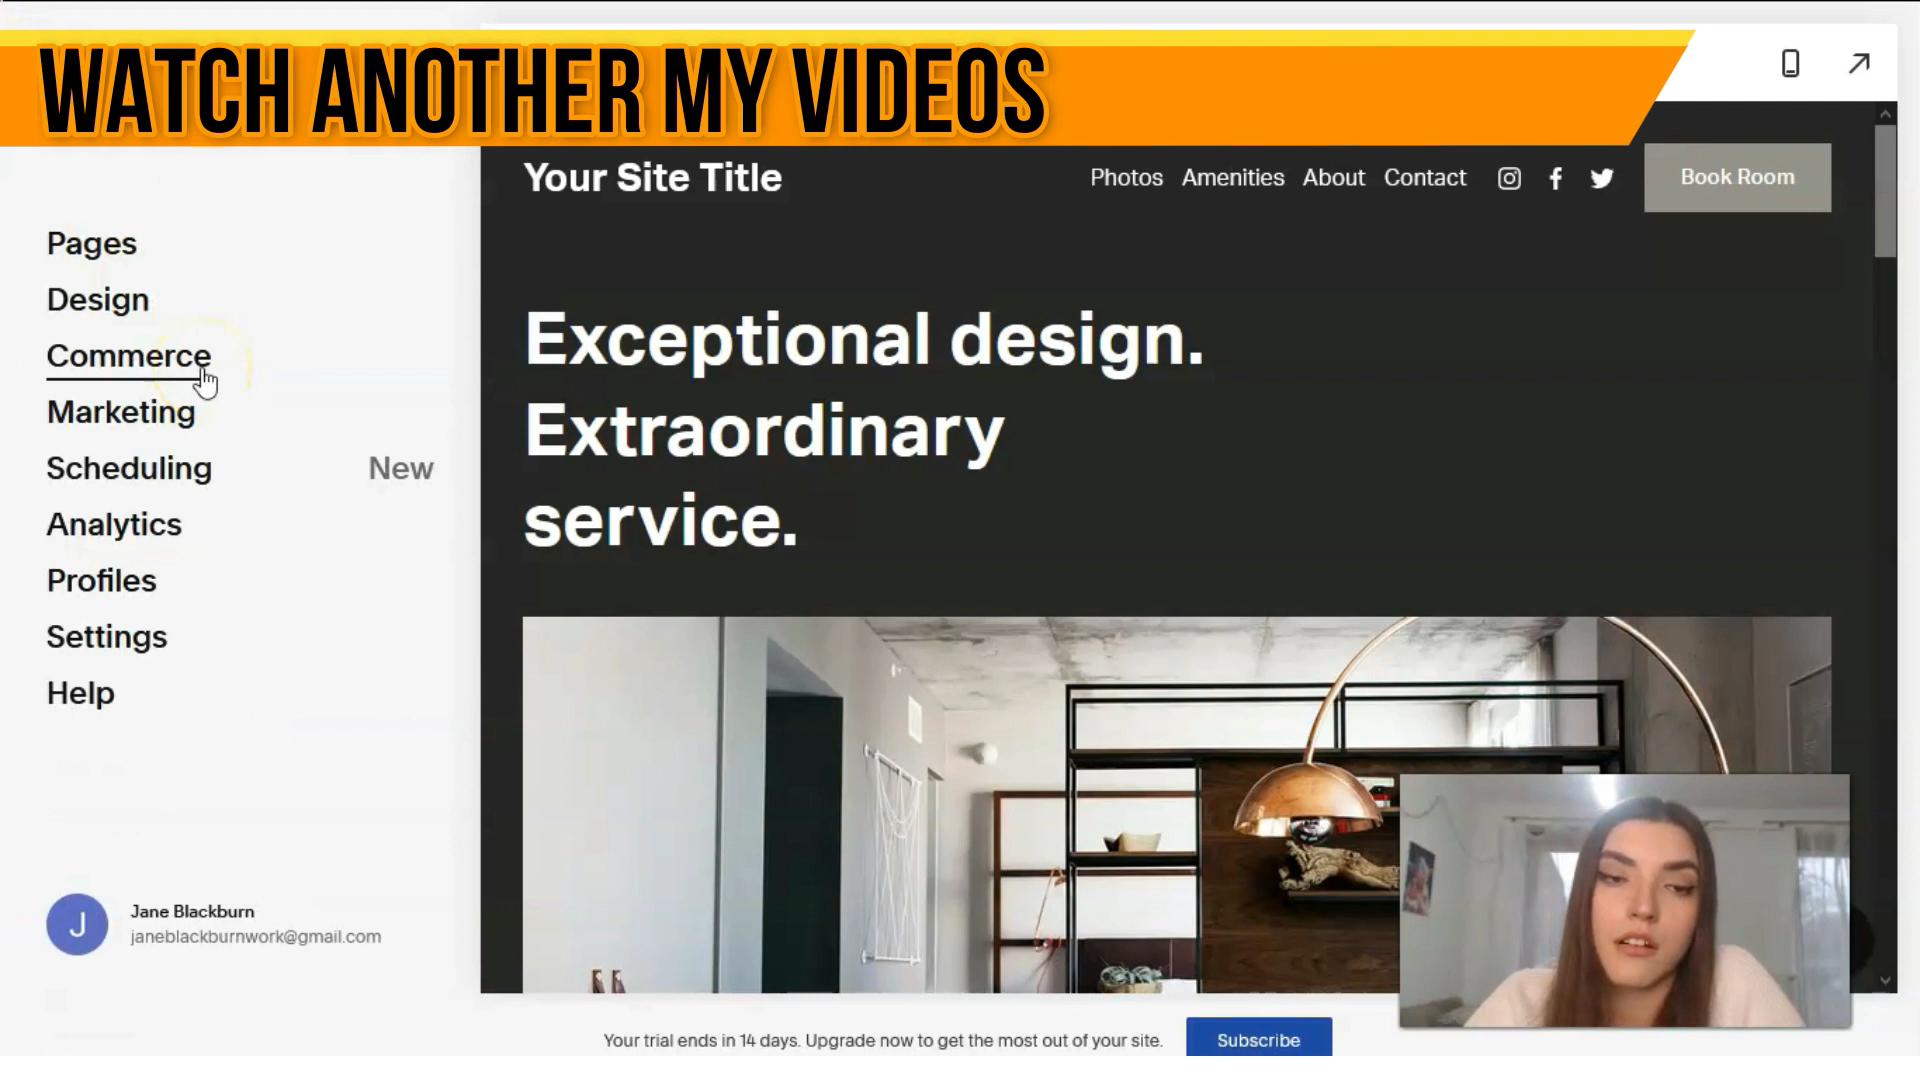 WATCH ANOTHER MY VIDEOS
Your Site Title
Photos Amenities About Contact
Book Room
Pages
Design
Commerce
Marketing
Scheduling New
Analytics
Profiles
Settings
Help
Exceptional design.
Extraordinary
service.
J
Jane Blackburn
janeblackburnwork@gmail.com
Your trial ends in 14 days. Upgrade now to get the most out of your site.
Subscribe